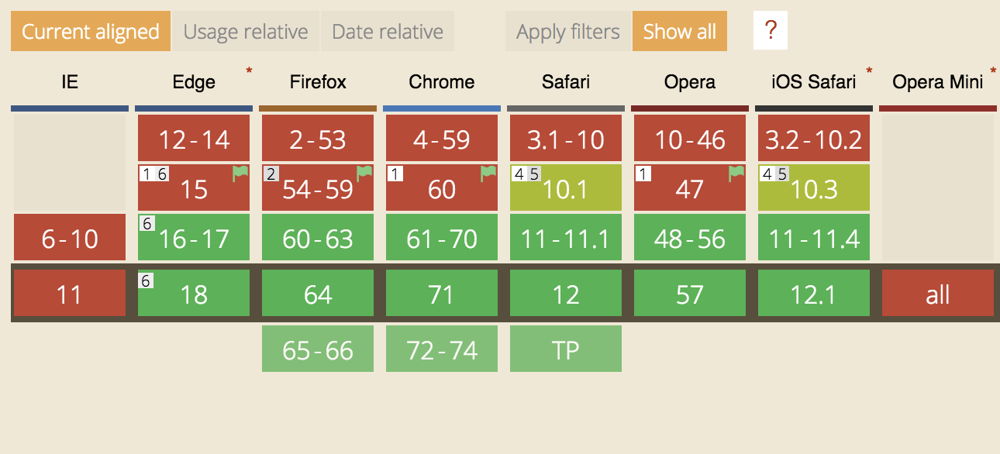 Current aligned Usage relative Date relative Apply filters Show all ?
IE Edge * Firefox Chrome Safari Opera iOS Safari * Opera Mini *
12-14 2-53 4-59 3.1-10 10-46 3.2-10.2
1 6 15 2 54-59 1 60 4 5 10.1 1 47 4 5 10.3
6-10 6 16-17 60-63 61-70 11-11.1 48-56 11-11.4
11 6 18 64 71 12 57 12.1 all
65-66 72-74 TP